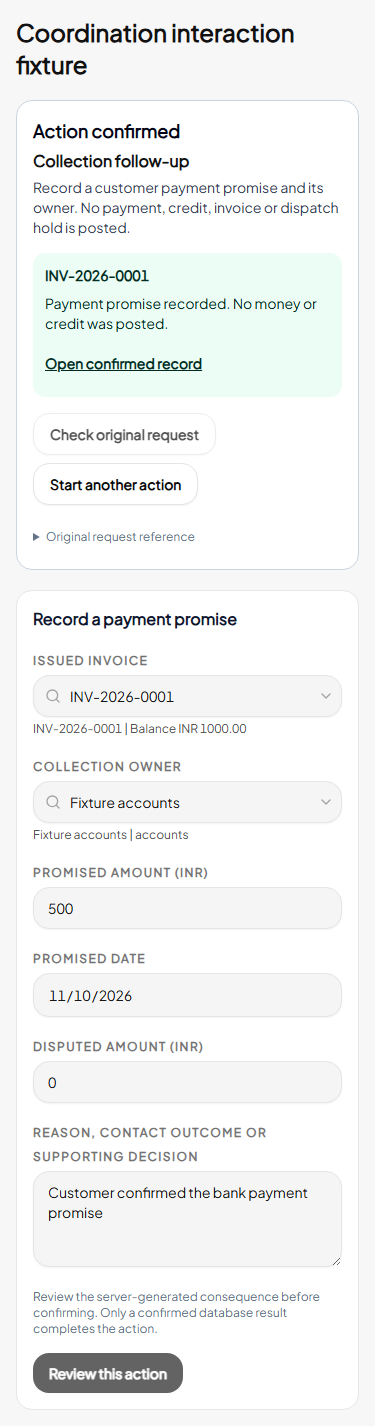 Coordination interaction
fixture
Action confirmed
Collection follow-up
Record a customer payment promise and its
owner. No payment, credit, invoice or dispatch
hold is posted.
INV-2026-0001
Payment promise recorded. No money or
credit was posted.
Open confirmed record
Check original request
Start another action
Original request reference
Record a payment promise
ISSUED INVOICE
INV-2026-0001
INV-2026-0001 | Balance INR 1000.00
COLLECTION OWNER
Fixture accounts
Fixture accounts | accounts
PROMISED AMOUNT (INR)
500
PROMISED DATE
11/10/2026
DISPUTED AMOUNT (INR)
0
REASON, CONTACT OUTCOME OR
SUPPORTING DECISION
Customer confirmed the bank payment
promise
Review the server-generated consequence before
confirming. Only a confirmed database result
completes the action.
Review this action